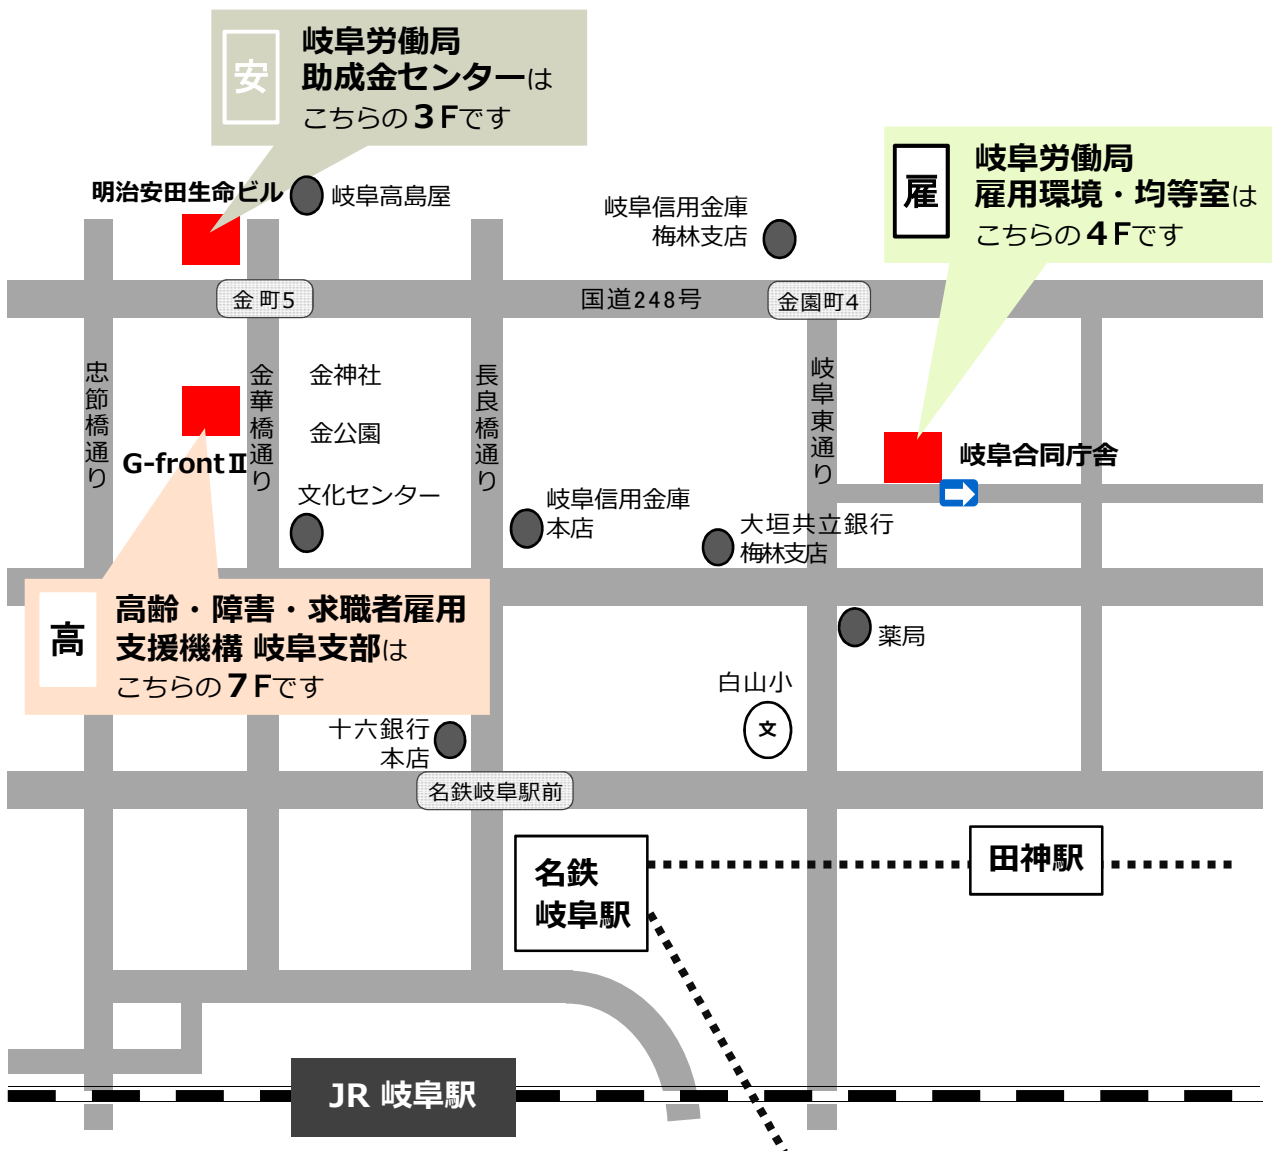 安
岐阜労働局
助成金センターは
こちらの3Fです
雇
岐阜労働局
雇用環境・均等室は
こちらの4Fです
明治安田生命ビル
岐阜高島屋
岐阜信用金庫
梅林支店
金町5
国道248号
金園町4
忠節橋通り
金華橋通り
金神社
金公園
長良橋通り
岐阜東通り
G-frontⅡ
岐阜合同庁舎
文化センター
岐阜信用金庫
本店
大垣共立銀行
梅林支店
高
高齢・障害・求職者雇用
支援機構 岐阜支部は
こちらの7Fです
薬局
白山小
文
十六銀行
本店
名鉄岐阜駅前
名鉄
岐阜駅
田神駅
JR 岐阜駅